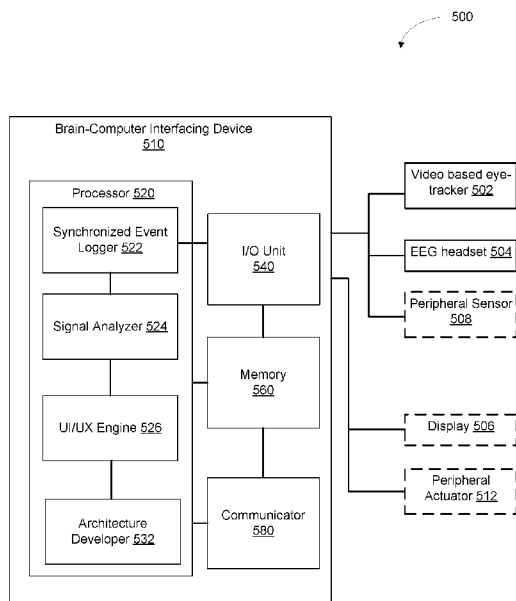 500
Brain-Computer Interfacing Device
510
Processor 520
Synchronized Event
Logger 522
Signal Analyzer
524
UI/UX Engine 526
Architecture
Developer 532
I/O Unit
540
Memory
560
Communicator
580
Video based eye-
tracker 502
EEG headset 504
Peripheral Sensor
508
Display 506
Peripheral
Actuator 512